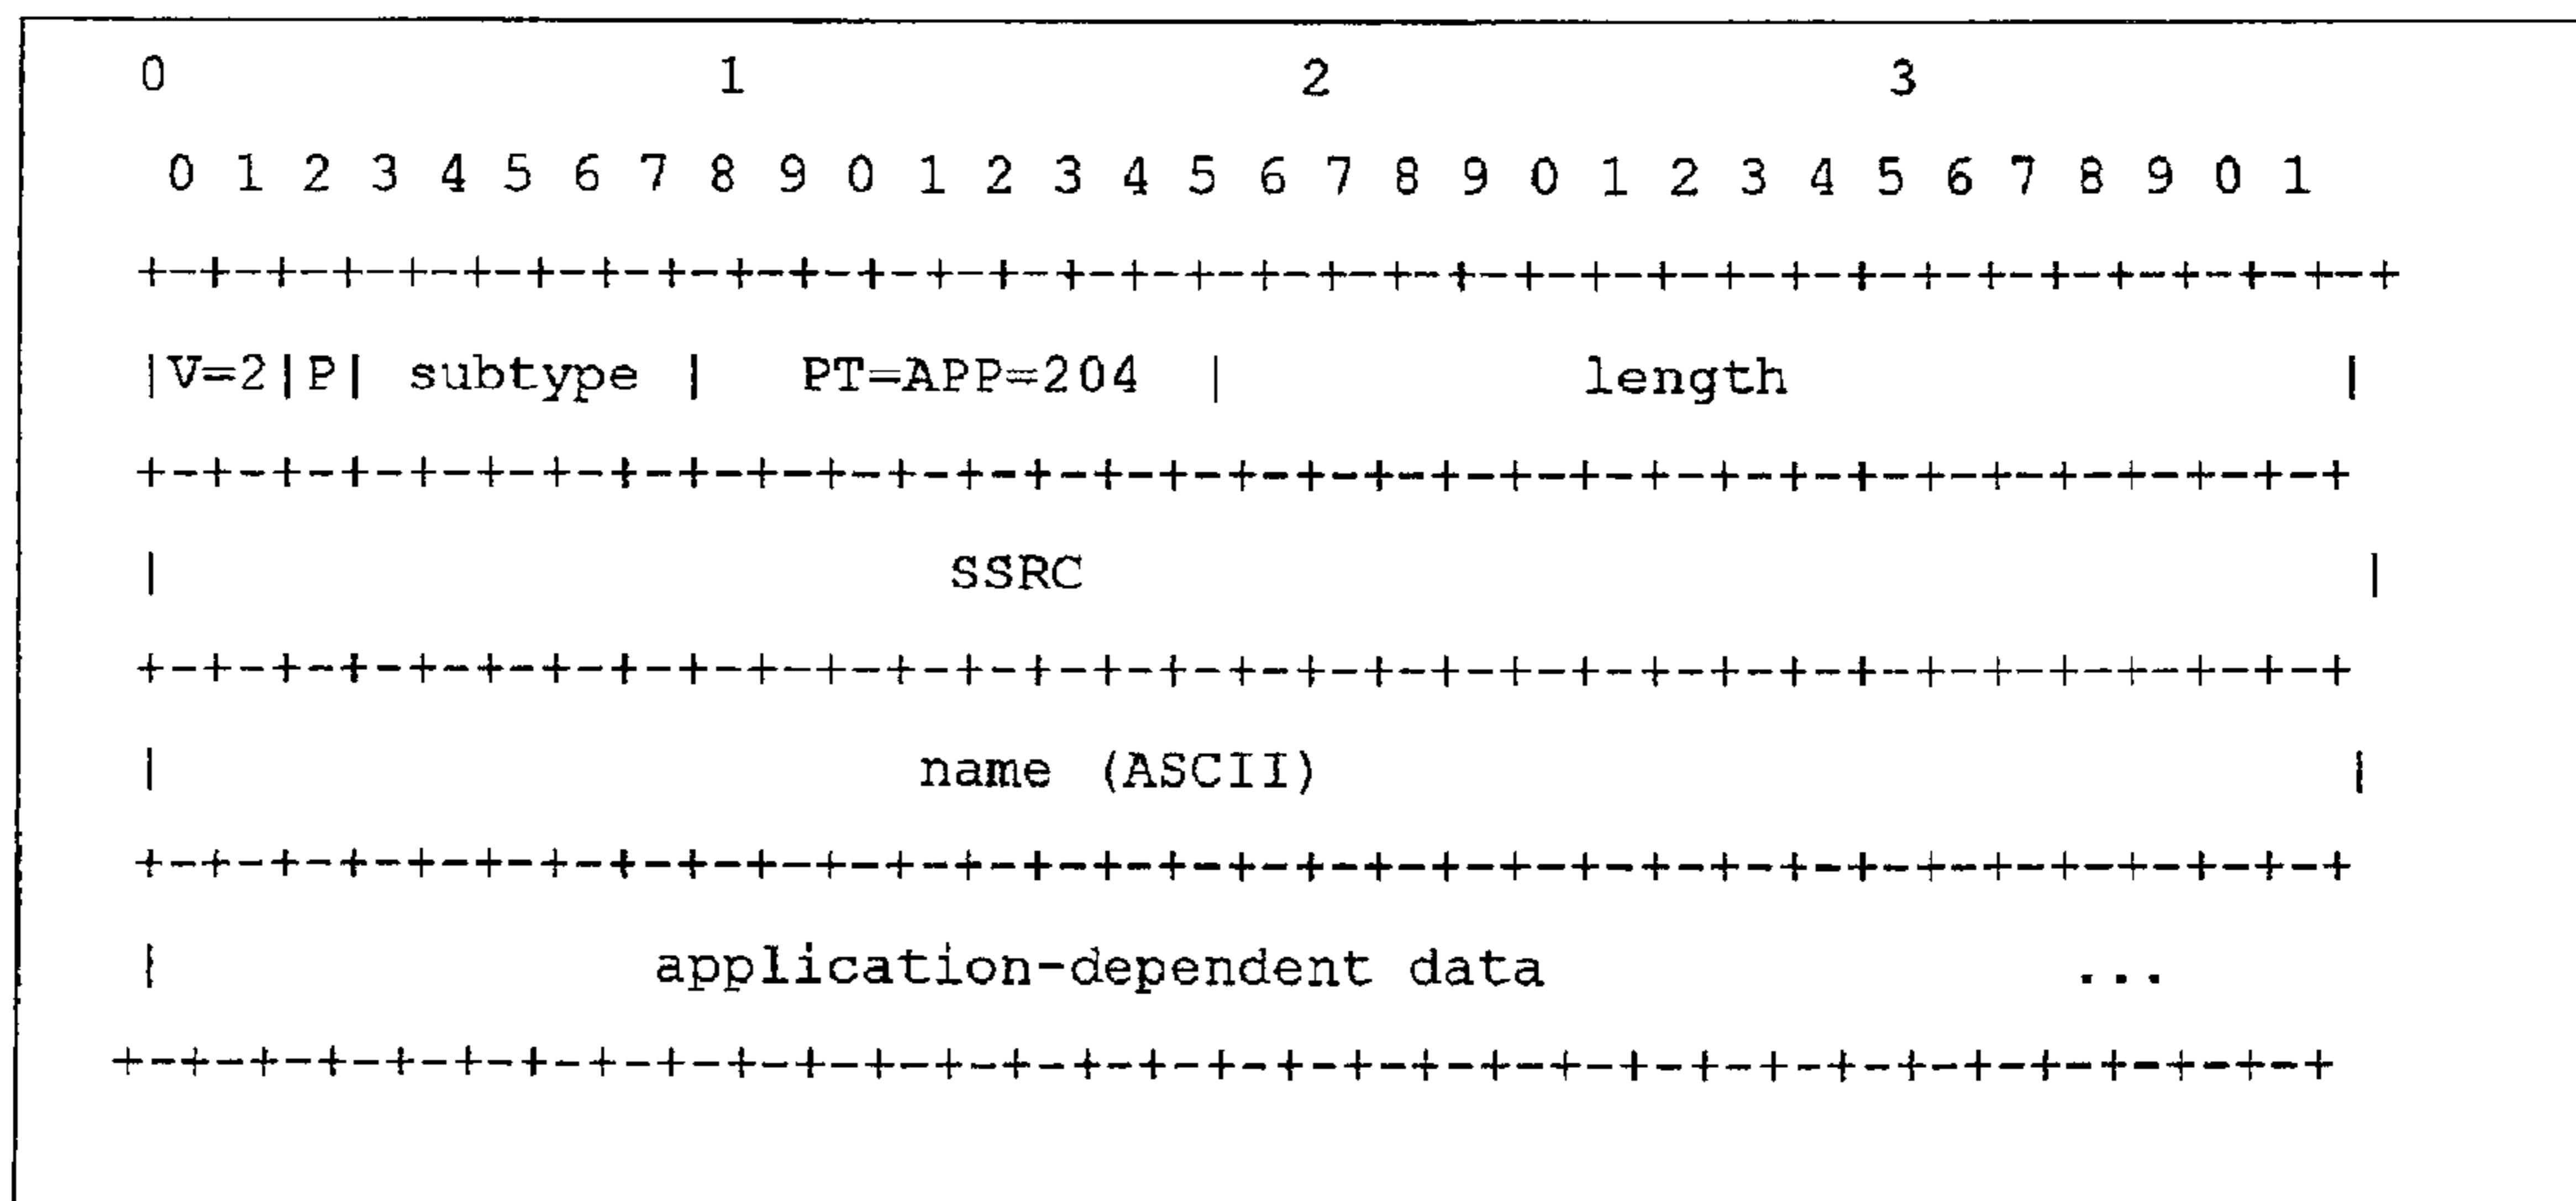 0 1 2 3
0 1 2 3 4 5 6 7 8 9 0 1 2 3 4 5 6 7 8 9 0 1 2 3 4 5 6 7 8 9 0 1
+-+-+-+-+-+-+-+-+-+-+-+-+-+-+-+-+-+-+-+-+-+-+-+-+-+-+-+-+-+-+-+-+--+
|V=2|P| subtype | PT=APP=204 | length |
+-+-+-+-+-+-+-+-+-+-+-+-+-+-+-+-+-+-+-+-+-+-+-+-+-+-+-+-+-+-+-+-+
| SSRC |
+-+-+-+-+-+-+-+-+-+-+-+-+-+-+-+-+-+-+-+-+-+-+-+-+-+-+-+-+-+-+-+-+
| name (ASCII) |
+-+-+-+-+-+-+-+-+-+-+-+-+-+-+-+-+-+-+-+-+-+-+-+-+-+-+-+-+-+-+-+-+
| application-dependent data ...
+-+-+-+-+-+-+-+-+-+-+-+-+-+-+-+-+-+-+-+-+-+-+-+-+-+-+-+-+-+-+-+-+